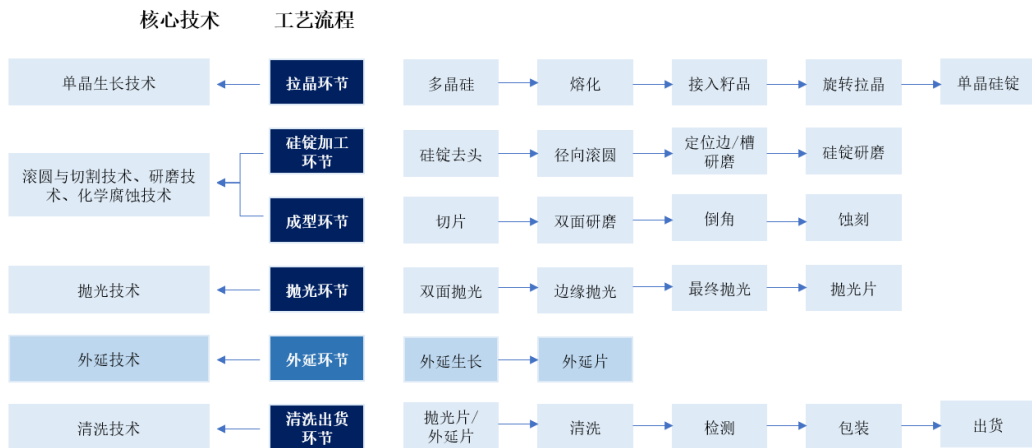 核心技术 工艺流程
单晶生长技术 拉晶环节 多晶硅 熔化 接入籽品 旋转拉晶 单晶硅锭
滚圆与切割技术、研磨技
术、化学腐蚀技术
硅锭加工
环节
硅锭去头 径向滚圆 定位边/槽
研磨
硅锭研磨
成型环节 切片 双面研磨 倒角 蚀刻
抛光技术 抛光环节 双面抛光 边缘抛光 最终抛光 抛光片
外延技术 外延环节 外延生长 外延片
清洗技术 清洗出货
环节
抛光片/
外延片
清洗 检测 包装 出货